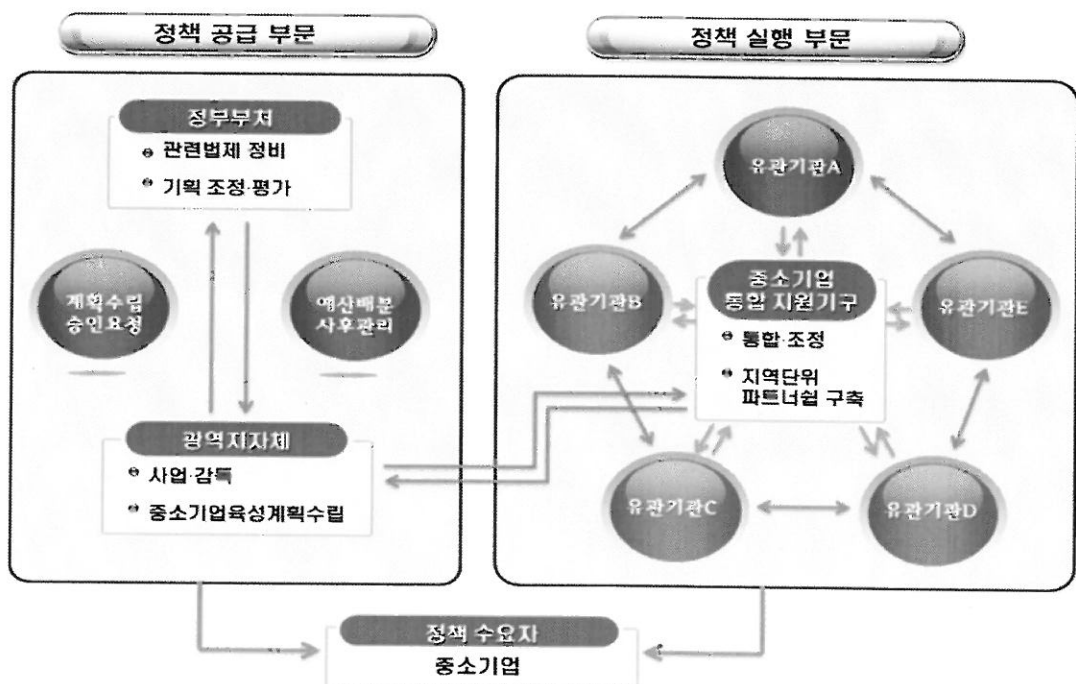 정책 공급 부문
정부부처
관련법제 정비
기획 조정·평가
계획수립
승인요청
예산배분
사후관리
광역지자체
사업·감독
중소기업육성계획수립
정책 실행 부문
유관기관A
유관기관B
중소기업
통합 지원기구
통합·조정
지역단위
파트너쉽 구축
유관기관E
유관기관C
유관기관D
정책 수요자
중소기업